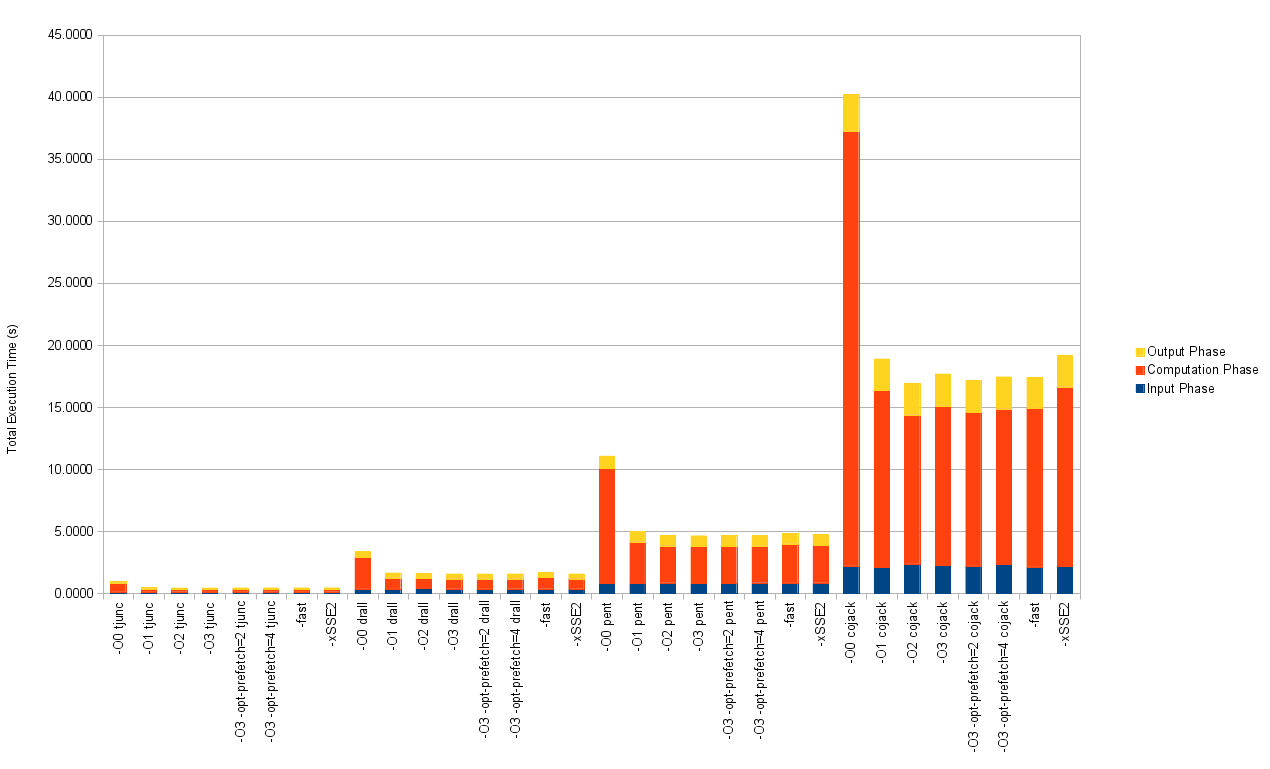 45.0000
40.0000
35.0000
30.0000
25.0000
20.0000
15.0000
10.0000
5.0000
0.0000
Total Execution Time (s)
-O0 tjunc
-O1 tjunc
-O2 tjunc
-O3 tjunc
-O3 -opt-prefetch=2 tjunc
-O3 -opt-prefetch=4 tjunc
-fast
-xSSE2
-O0 drall
-O1 drall
-O2 drall
-O3 drall
-O3 -opt-prefetch=2 drall
-O3 -opt-prefetch=4 drall
-fast
-xSSE2
-O0 pent
-O1 pent
-O2 pent
-O3 pent
-O3 -opt-prefetch=2 pent
-O3 -opt-prefetch=4 pent
-fast
-xSSE2
-O0 cojack
-O1 cojack
-O2 cojack
-O3 cojack
-O3 -opt-prefetch=2 cojack
-O3 -opt-prefetch=4 cojack
-fast
-xSSE2
Output Phase
Computation Phase
Input Phase